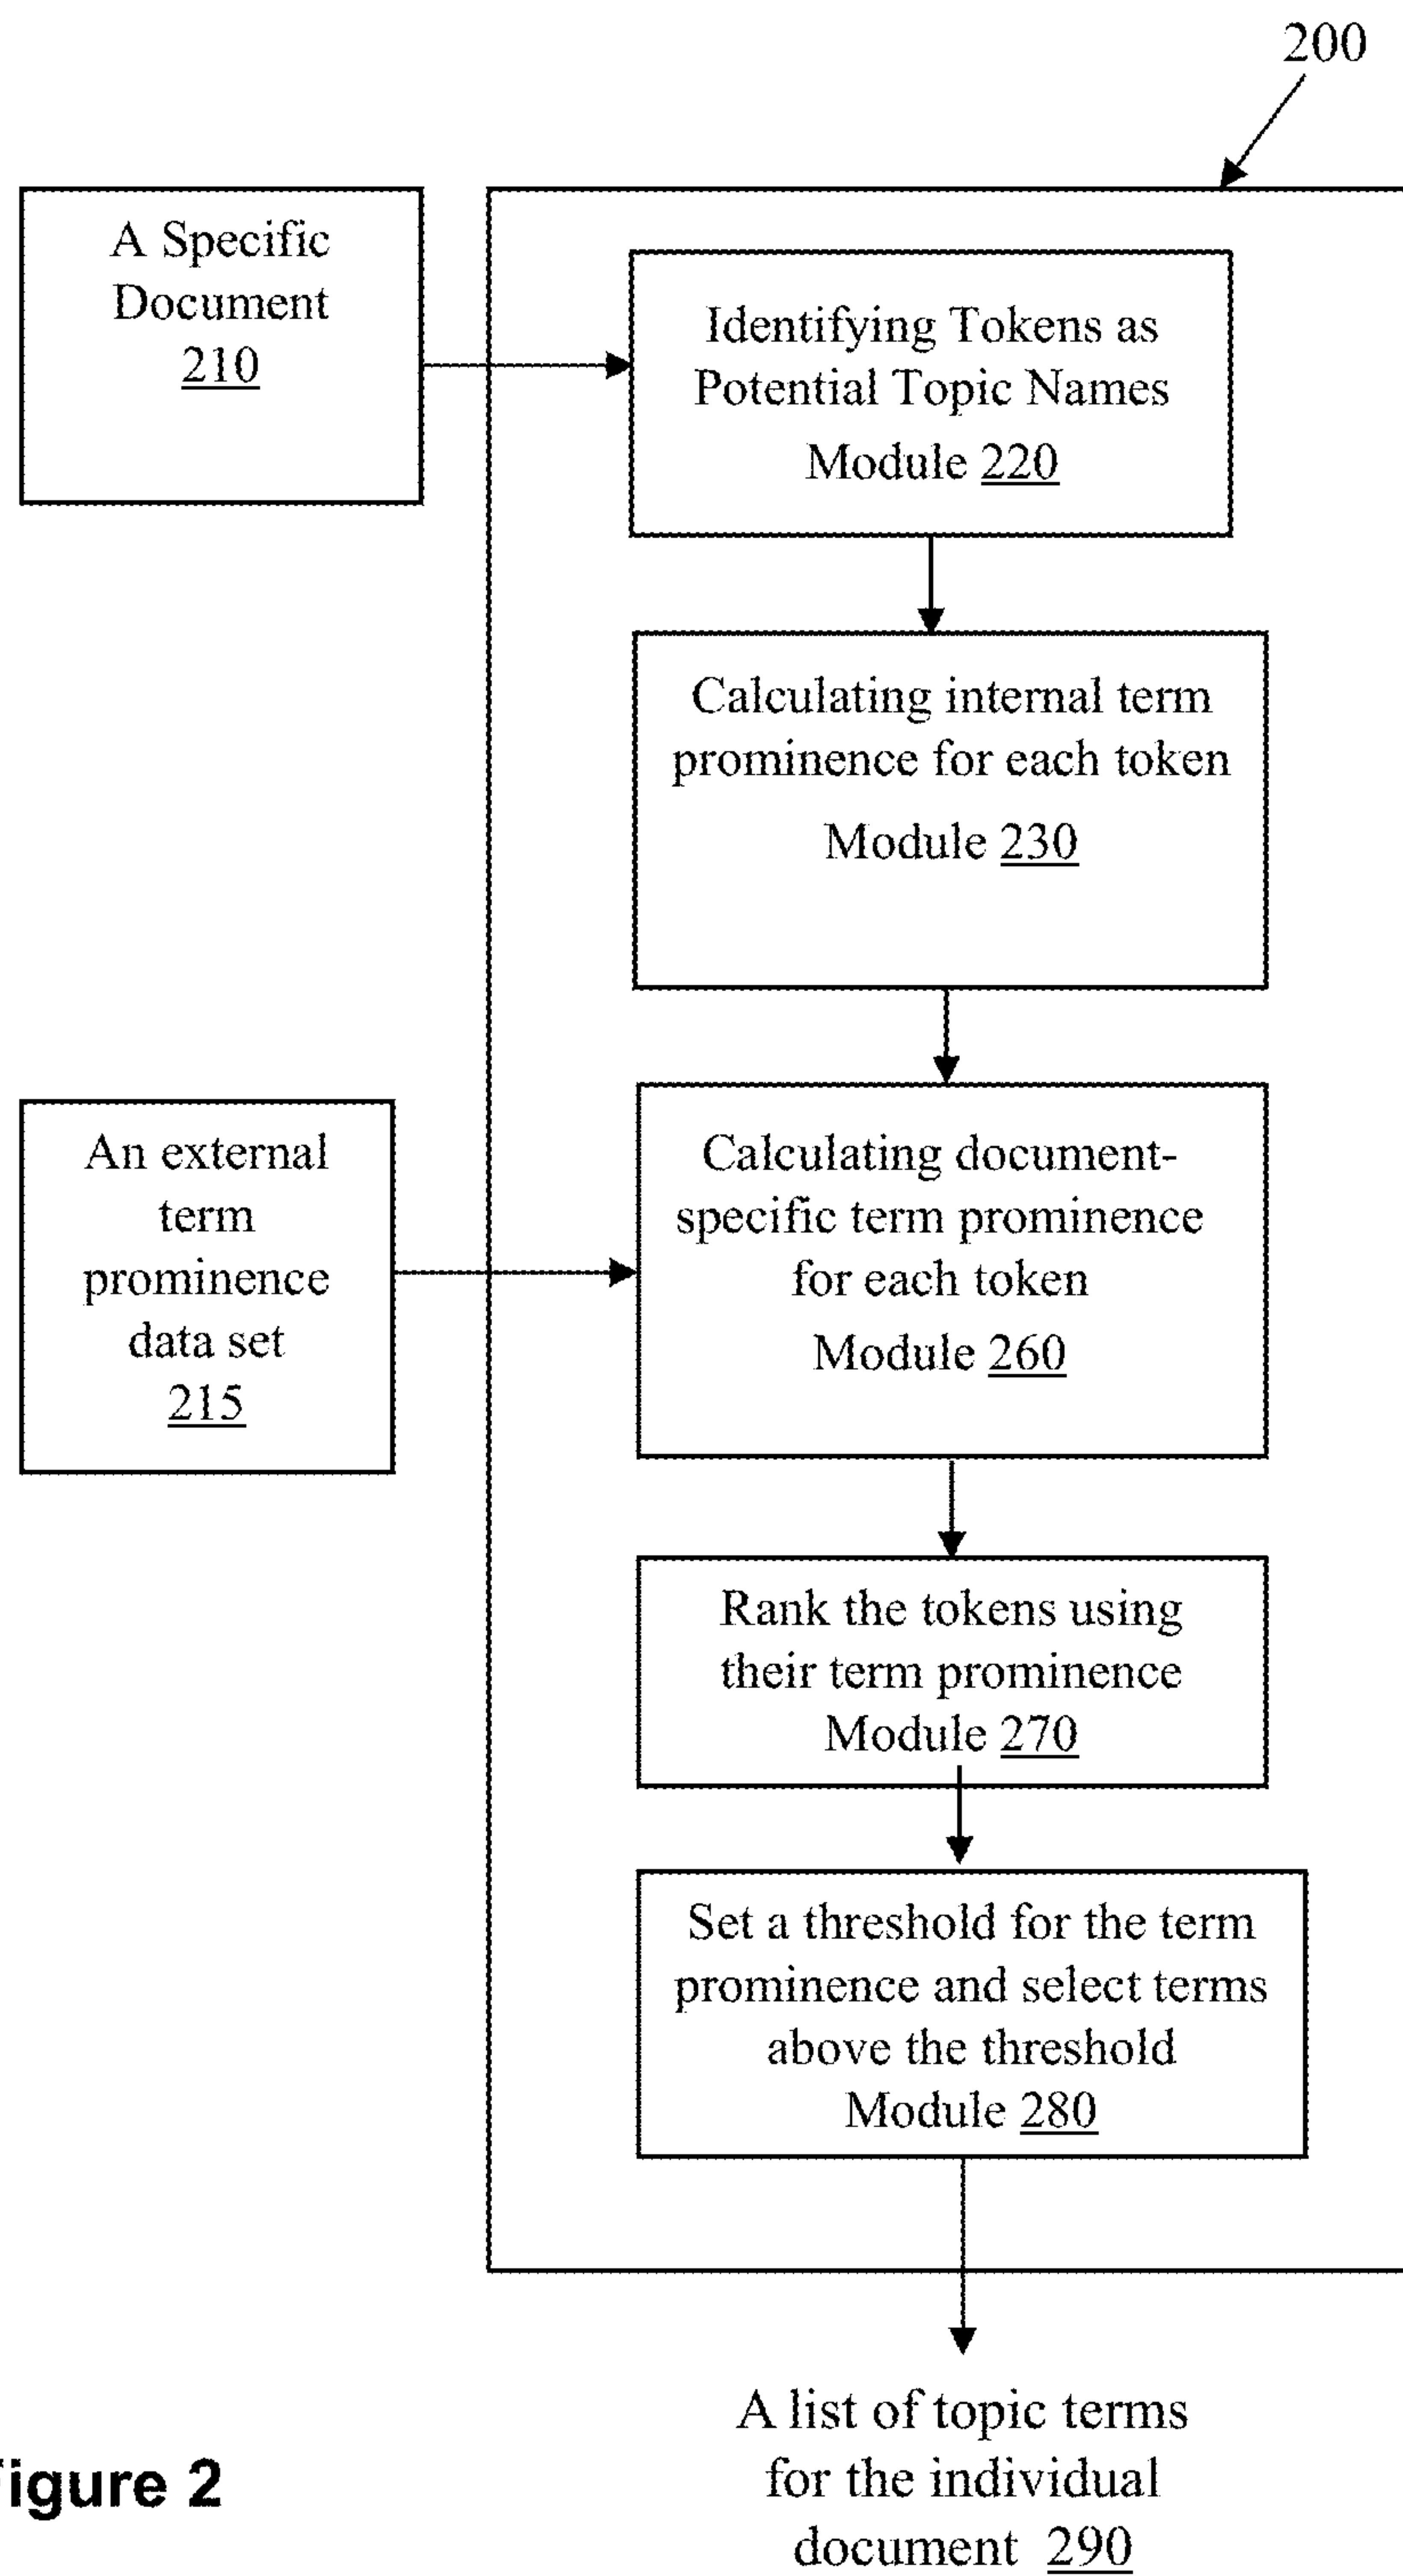 200
A Specific
Document
210
Identifying Tokens as
Potential Topic Names
Module 220
Calculating internal term
prominence for each token
Module 230
An external
term
prominence
data set
215
Calculating document-
specific term prominence
for each token
Module 260
Rank the tokens using
their term prominence
Module 270
Set a threshold for the term
prominence and select terms
above the threshold
Module 280
A list of topic terms
for the individual
document 290
igure 2